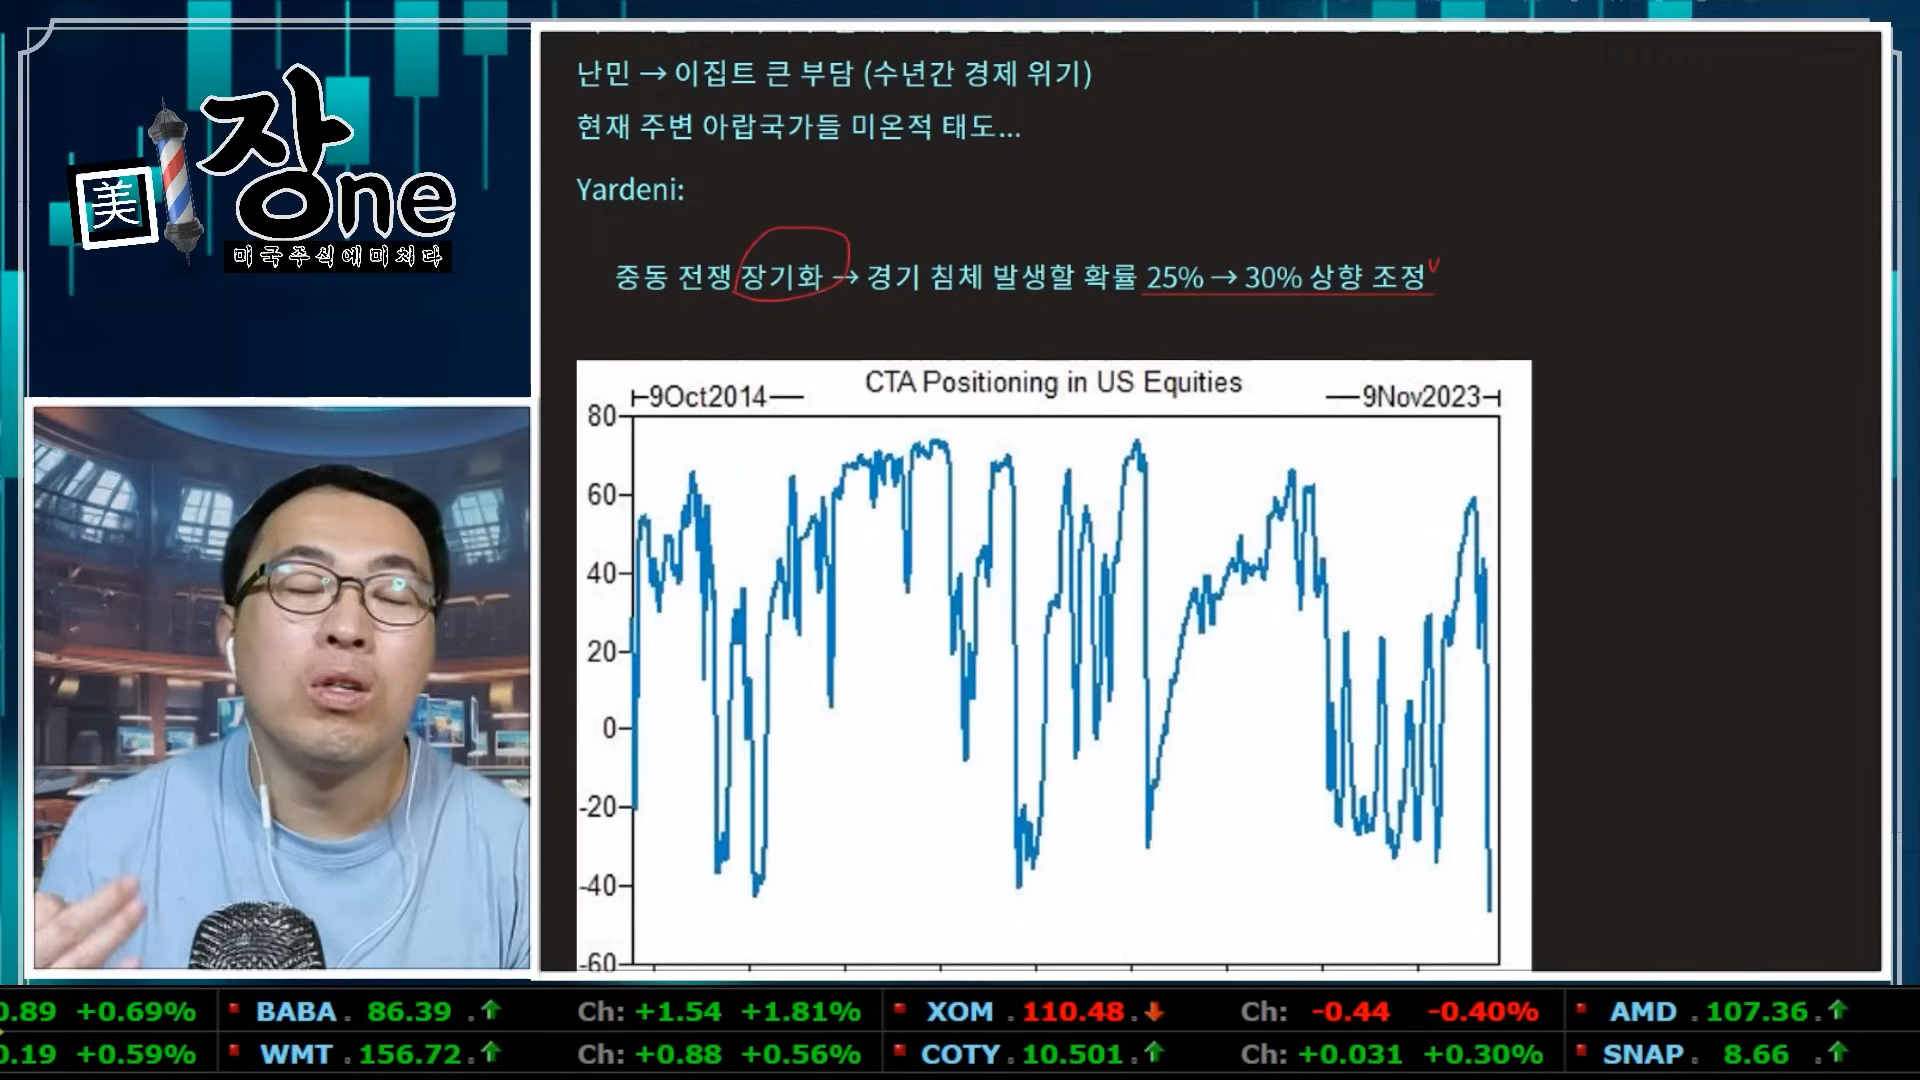 美
장one
미국주식에미치다
난민 → 이집트 큰 부담 (수년간 경제 위기)
현재 주변 아랍국가들 미온적 태도...
Yardeni:
중동 전쟁 장기화 → 경기 침체 발생할 확률 25% → 30% 상향 조정
CTA Positioning in US Equities
9Oct2014
9Nov2023
80
60
40
20
0
-20
-40
-60
0.89 +0.69% BABA 86.39 Ch: +1.54 +1.81% XOM 110.48 Ch: -0.44 -0.40% AMD 107.36
0.19 +0.59% WMT 156.72 Ch: +0.88 +0.56% COTY 10.501 Ch: +0.031 +0.30% SNAP 8.66